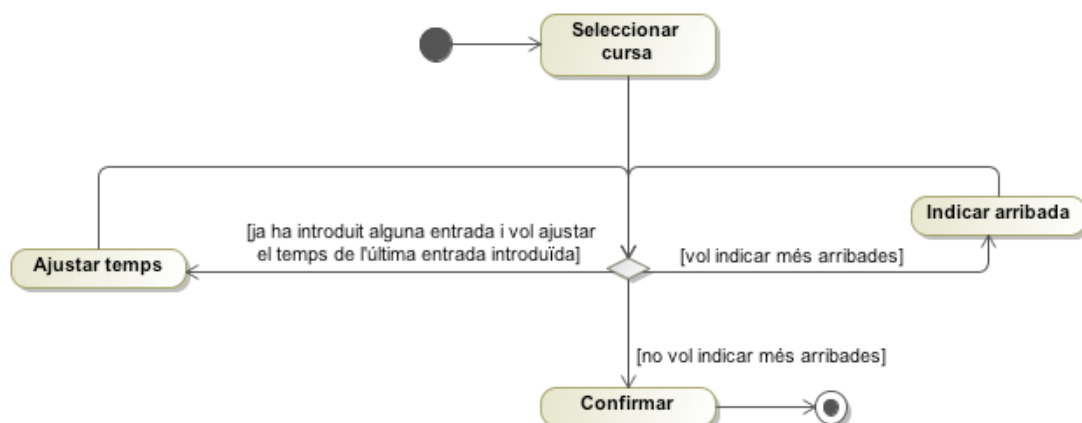 Seleccionar
cursa
Indicar arribada
[ja ha introduit alguna entrada i vol ajustar
el temps de l'última entrada introduïda]
Ajustar temps
[vol indicar més arribades]
[no vol indicar més arribades]
Confirmar